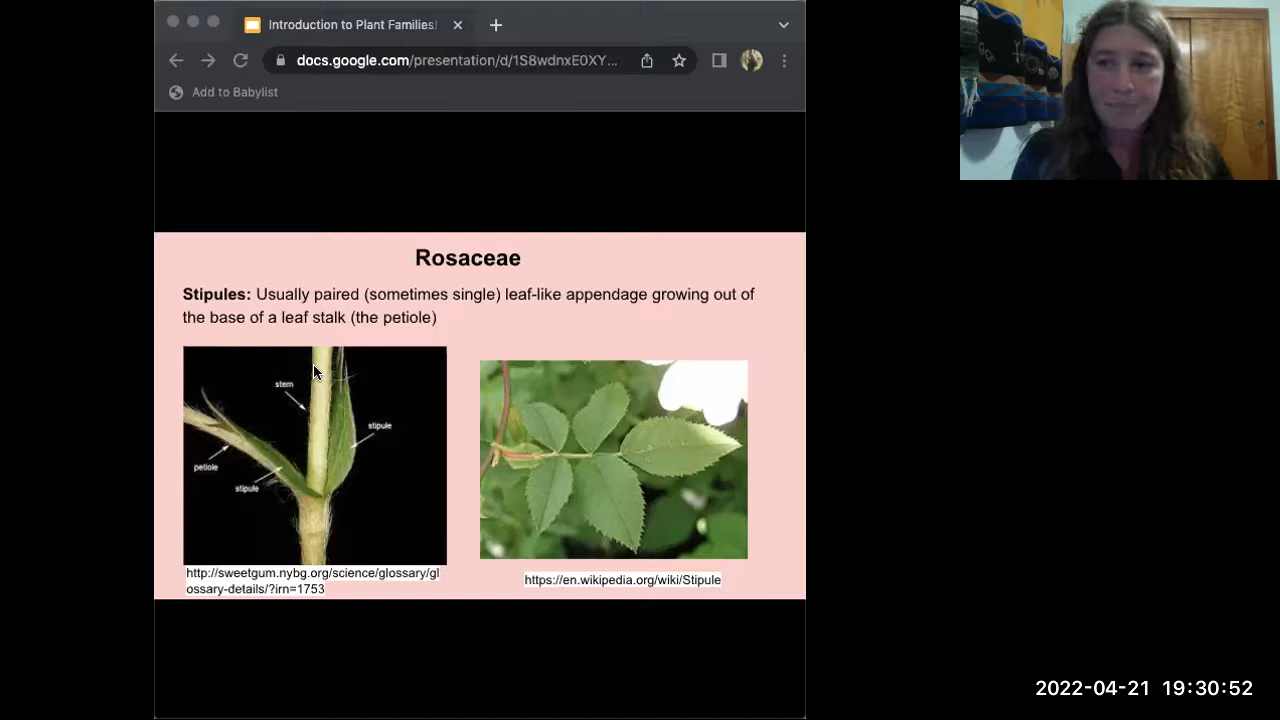 Introduction to Plant Families!
docs.google.com/presentation/d/1S8wdnxE0XY...
Add to Babylist
Rosaceae
Stipules: Usually paired (sometimes single) leaf-like appendage growing out of
the base of a leaf stalk (the petiole)
stem
stipule
petiole
stipule
http://sweetgum.nybg.org/science/glossary/gl
ossary-details/?irn=1753
https://en.wikipedia.org/wiki/Stipule
2022-04-21 19:30:52